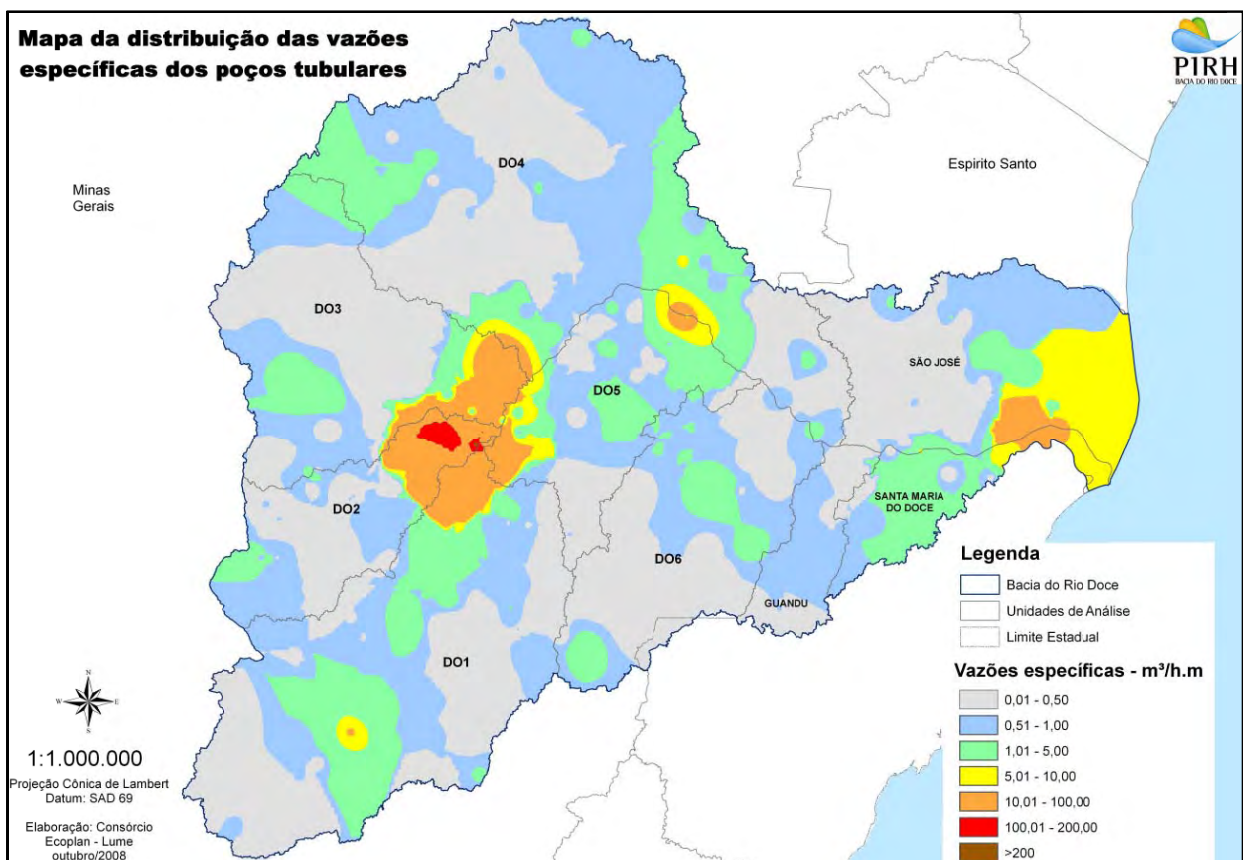 Mapa da distribuição das vazões
específicas dos poços tubulares
PIRH
BACIA DO RIO DOCE
Espirito Santo
Minas
Gerais
DO4
DO3
SÃO JOSÉ
DO5
SANTA MARIA
DO DOCE
DO2
DO6
GUANDU
DO1
N
W
E
S
1:1.000.000
Projeção Cônica de Lambert
Datum: SAD 69
Elaboração: Consórcio
Ecoplan - Lume
outubro/2008
Legenda
Bacia do Rio Doce
Unidades de Análise
Limite Estadual
Vazões específicas - m³/h.m
0,01 - 0,50
0,51 - 1,00
1,01 - 5,00
5,01 - 10,00
10,01 - 100,00
100,01 - 200,00
>200